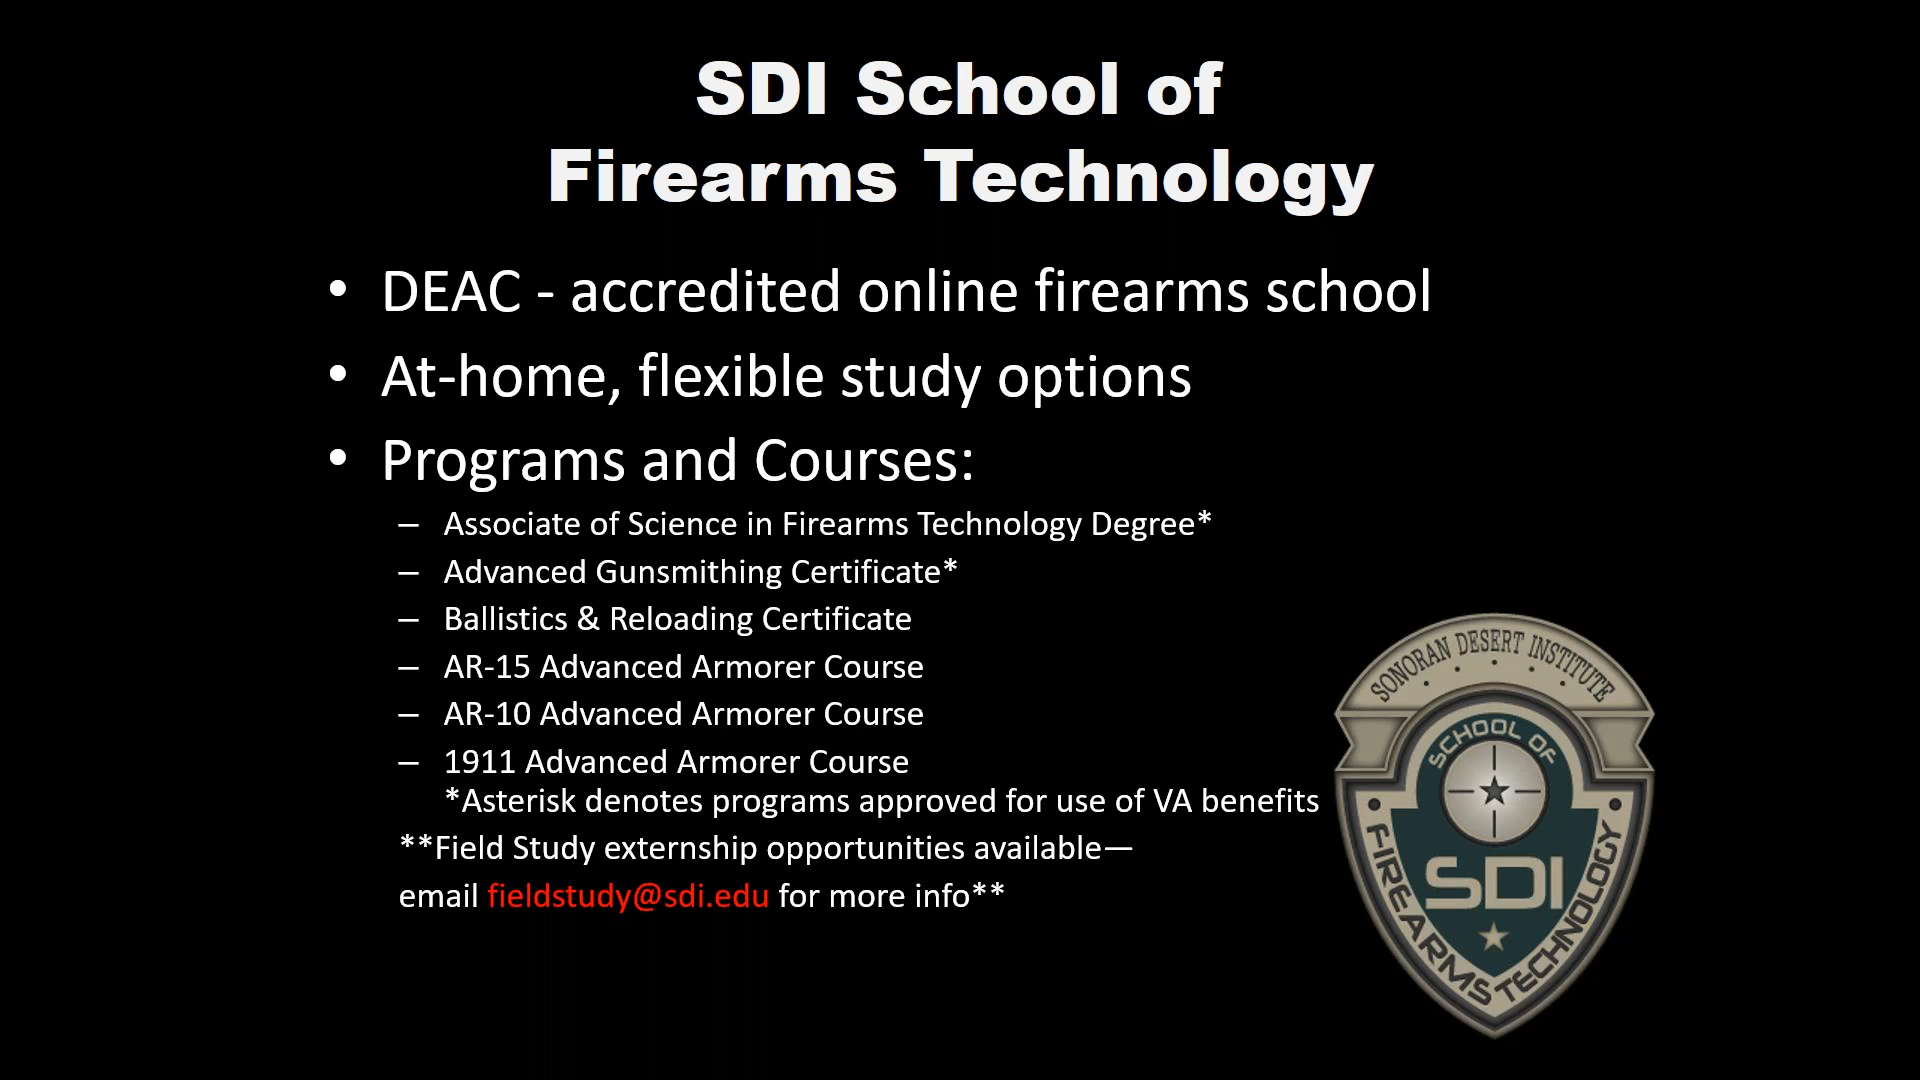 SDI School of
Firearms Technology
• DEAC - accredited online firearms school
• At-home, flexible study options
• Programs and Courses:
– Associate of Science in Firearms Technology Degree*
– Advanced Gunsmithing Certificate*
– Ballistics & Reloading Certificate
– AR-15 Advanced Armorer Course
– AR-10 Advanced Armorer Course
– 1911 Advanced Armorer Course
*Asterisk denotes programs approved for use of VA benefits
**Field Study externship opportunities available—
email fieldstudy@sdi.edu for more info**
SONORAN DESERT INSTITUTE
SCHOOL OF
SDI
FIREARMS TECHNOLOGY